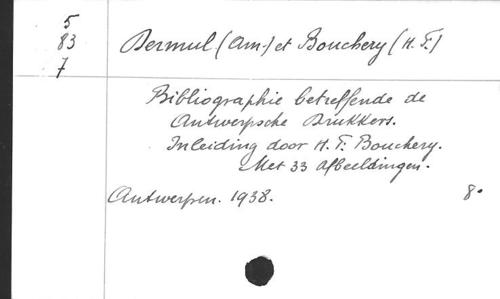 5
83
7
Dermul (Am.) et Bouchery (H. F.)
Bibliographie betreffende de
Antwerpsche Drukkers.
Inleiding door H. F. Bouchery.
Met 33 afbeeldingen.
Antwerpen. 1938. 8°